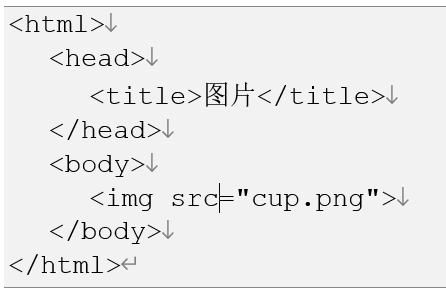 <html>↓
<head>↓
<title>图片</title>↓
</head>↓
<body>↓
<img src="cup.png">↓
</body>↓
</html>↵